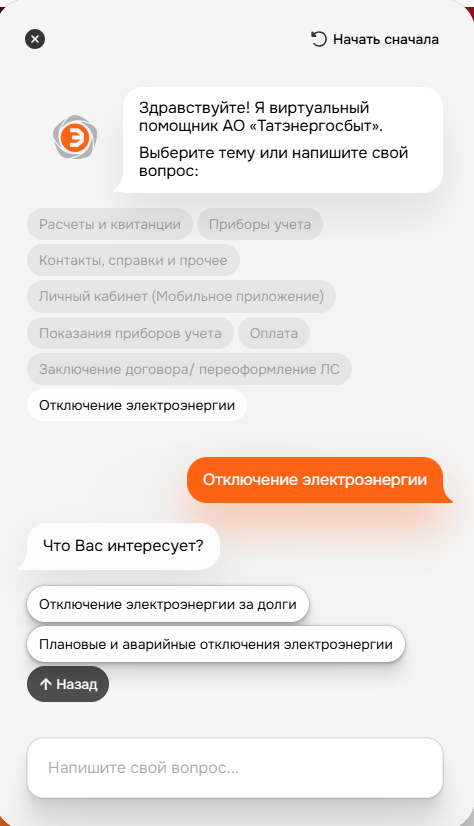 Начать сначала
Здравствуйте! Я виртуальный
помощник АО «Татэнергосбыт».
Выберите тему или напишите свой
вопрос:
Э
Расчеты и квитанции
Приборы учета
Контакты, справки и прочее
Личный кабинет (Мобильное приложение)
Показания приборов учета
Оплата
Заключение договора/ переоформление ЛС
Отключение электроэнергии
Отключение электроэнергии
Что Вас интересует?
Отключение электроэнергии за долги
Плановые и аварийные отключения электроэнергии
Назад
Напишите свой вопрос...